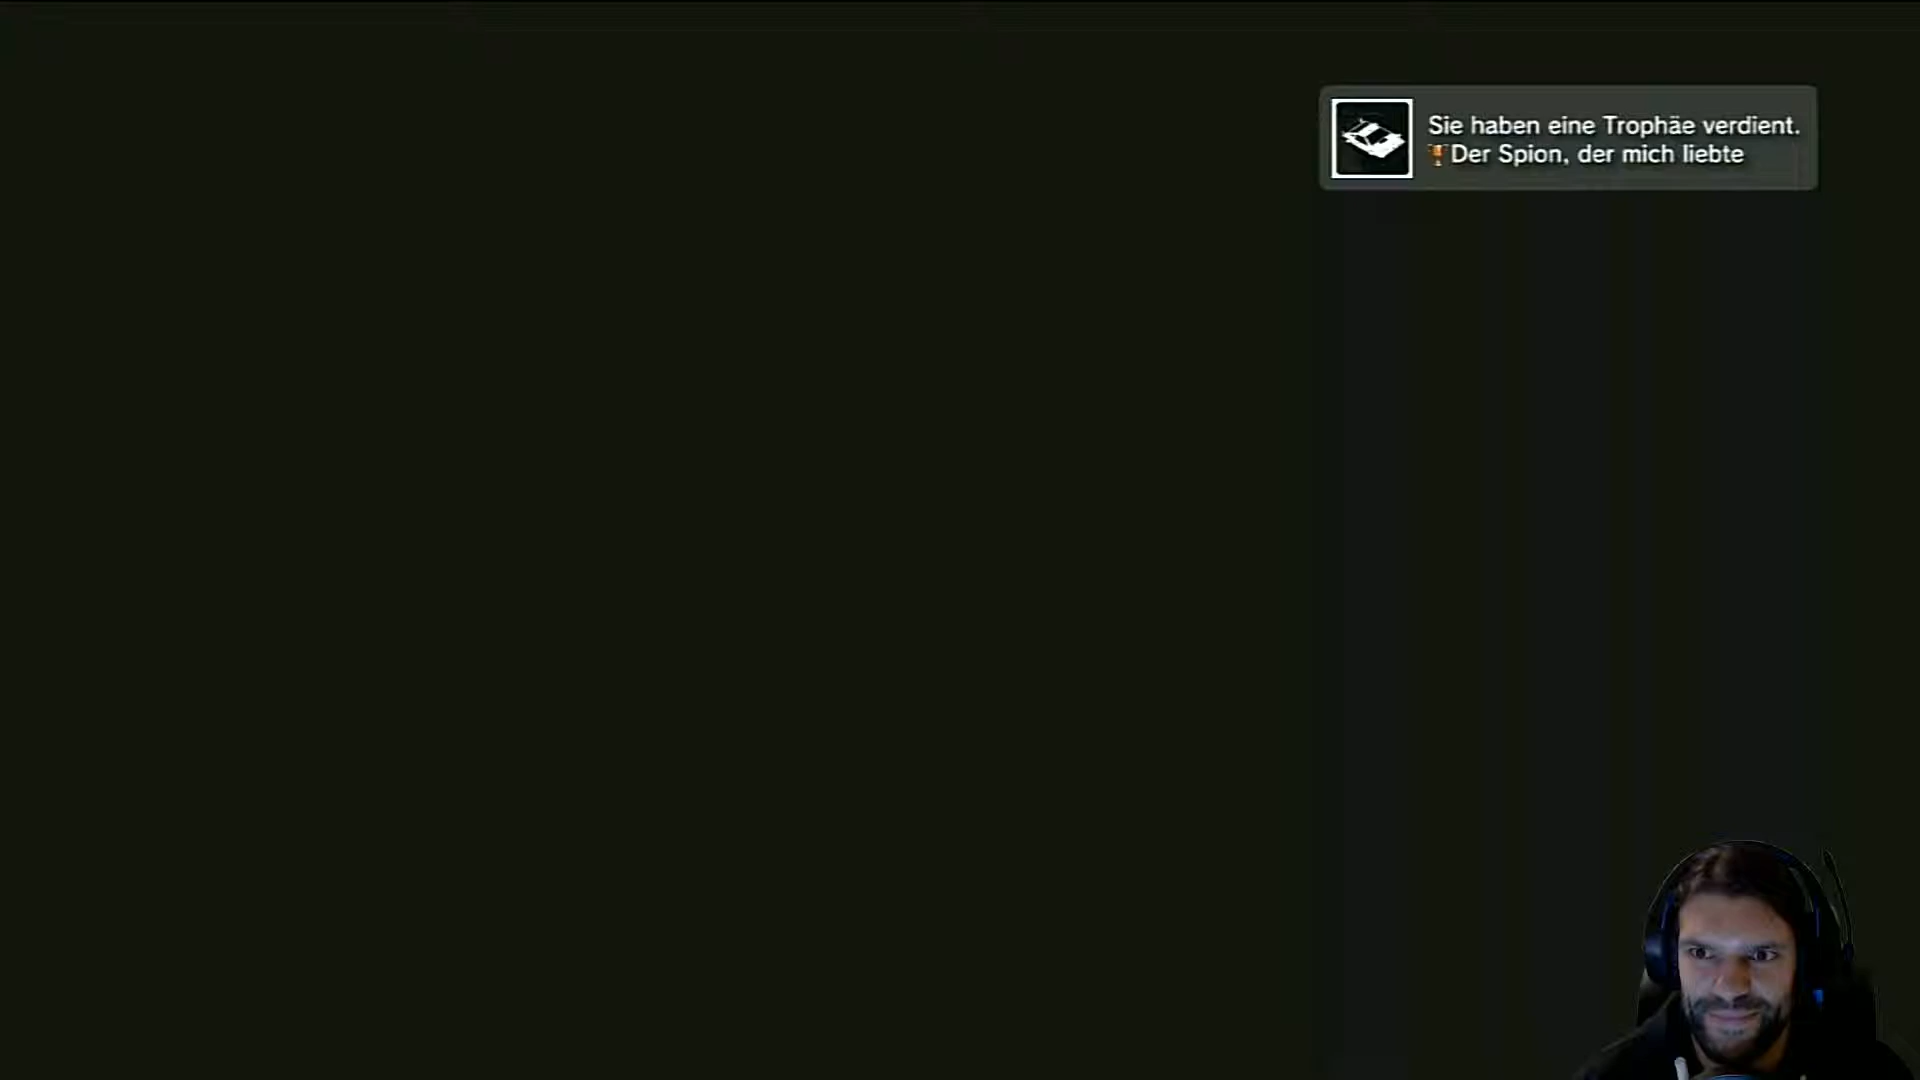 Sie haben eine Trophäe verdient.
Der Spion, der mich liebte